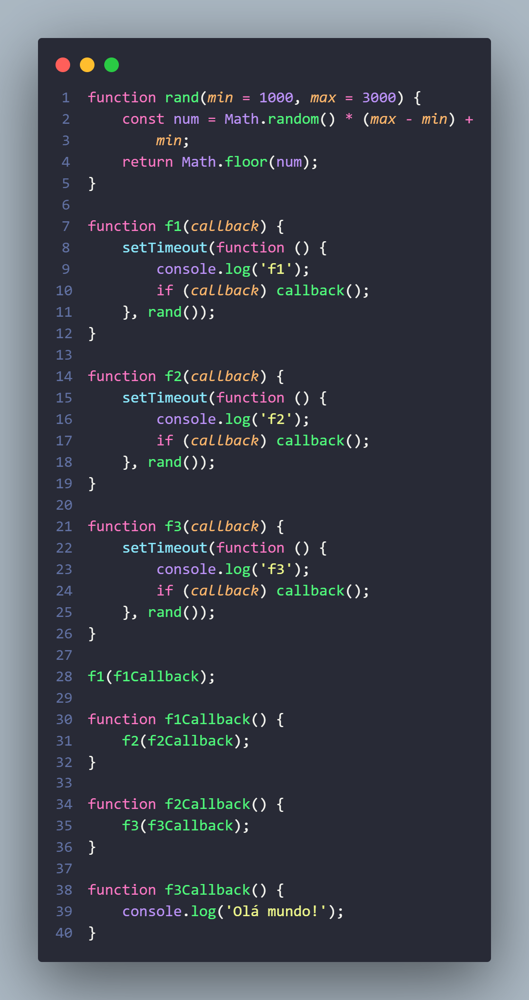 1 function rand(min = 1000, max = 3000) {
2     const num = Math.random() * (max - min) +
3         min;
4     return Math.floor(num);
5 }
6
7 function f1(callback) {
8     setTimeout(function () {
9         console.log('f1');
10         if (callback) callback();
11     }, rand());
12 }
13
14 function f2(callback) {
15     setTimeout(function () {
16         console.log('f2');
17         if (callback) callback();
18     }, rand());
19 }
20
21 function f3(callback) {
22     setTimeout(function () {
23         console.log('f3');
24         if (callback) callback();
25     }, rand());
26 }
27
28 f1(f1Callback);
29
30 function f1Callback() {
31     f2(f2Callback);
32 }
33
34 function f2Callback() {
35     f3(f3Callback);
36 }
37
38 function f3Callback() {
39     console.log('Olá mundo!');
40 }